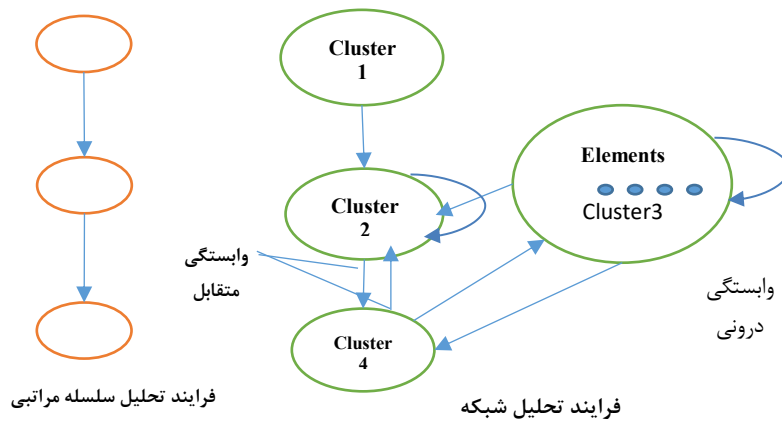 Cluster
1
Elements
Cluster3
Cluster
2
وابستگی
متقابل
وابستگی
درونی
Cluster
4
فرایند تحلیل سلسله مراتبی
فرایند تحلیل شبکه